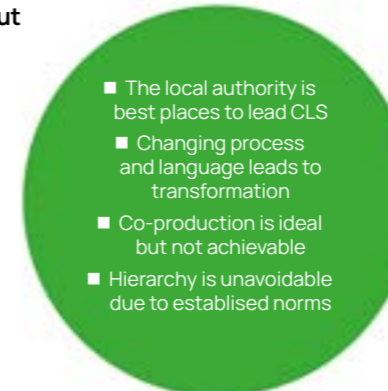 ut
■ The local authority is
best places to lead CLS
■ Changing process
and language leads to
transformation
■ Co-production is ideal
but not achievable
■ Hierarchy is unavoidable
due to establised norms